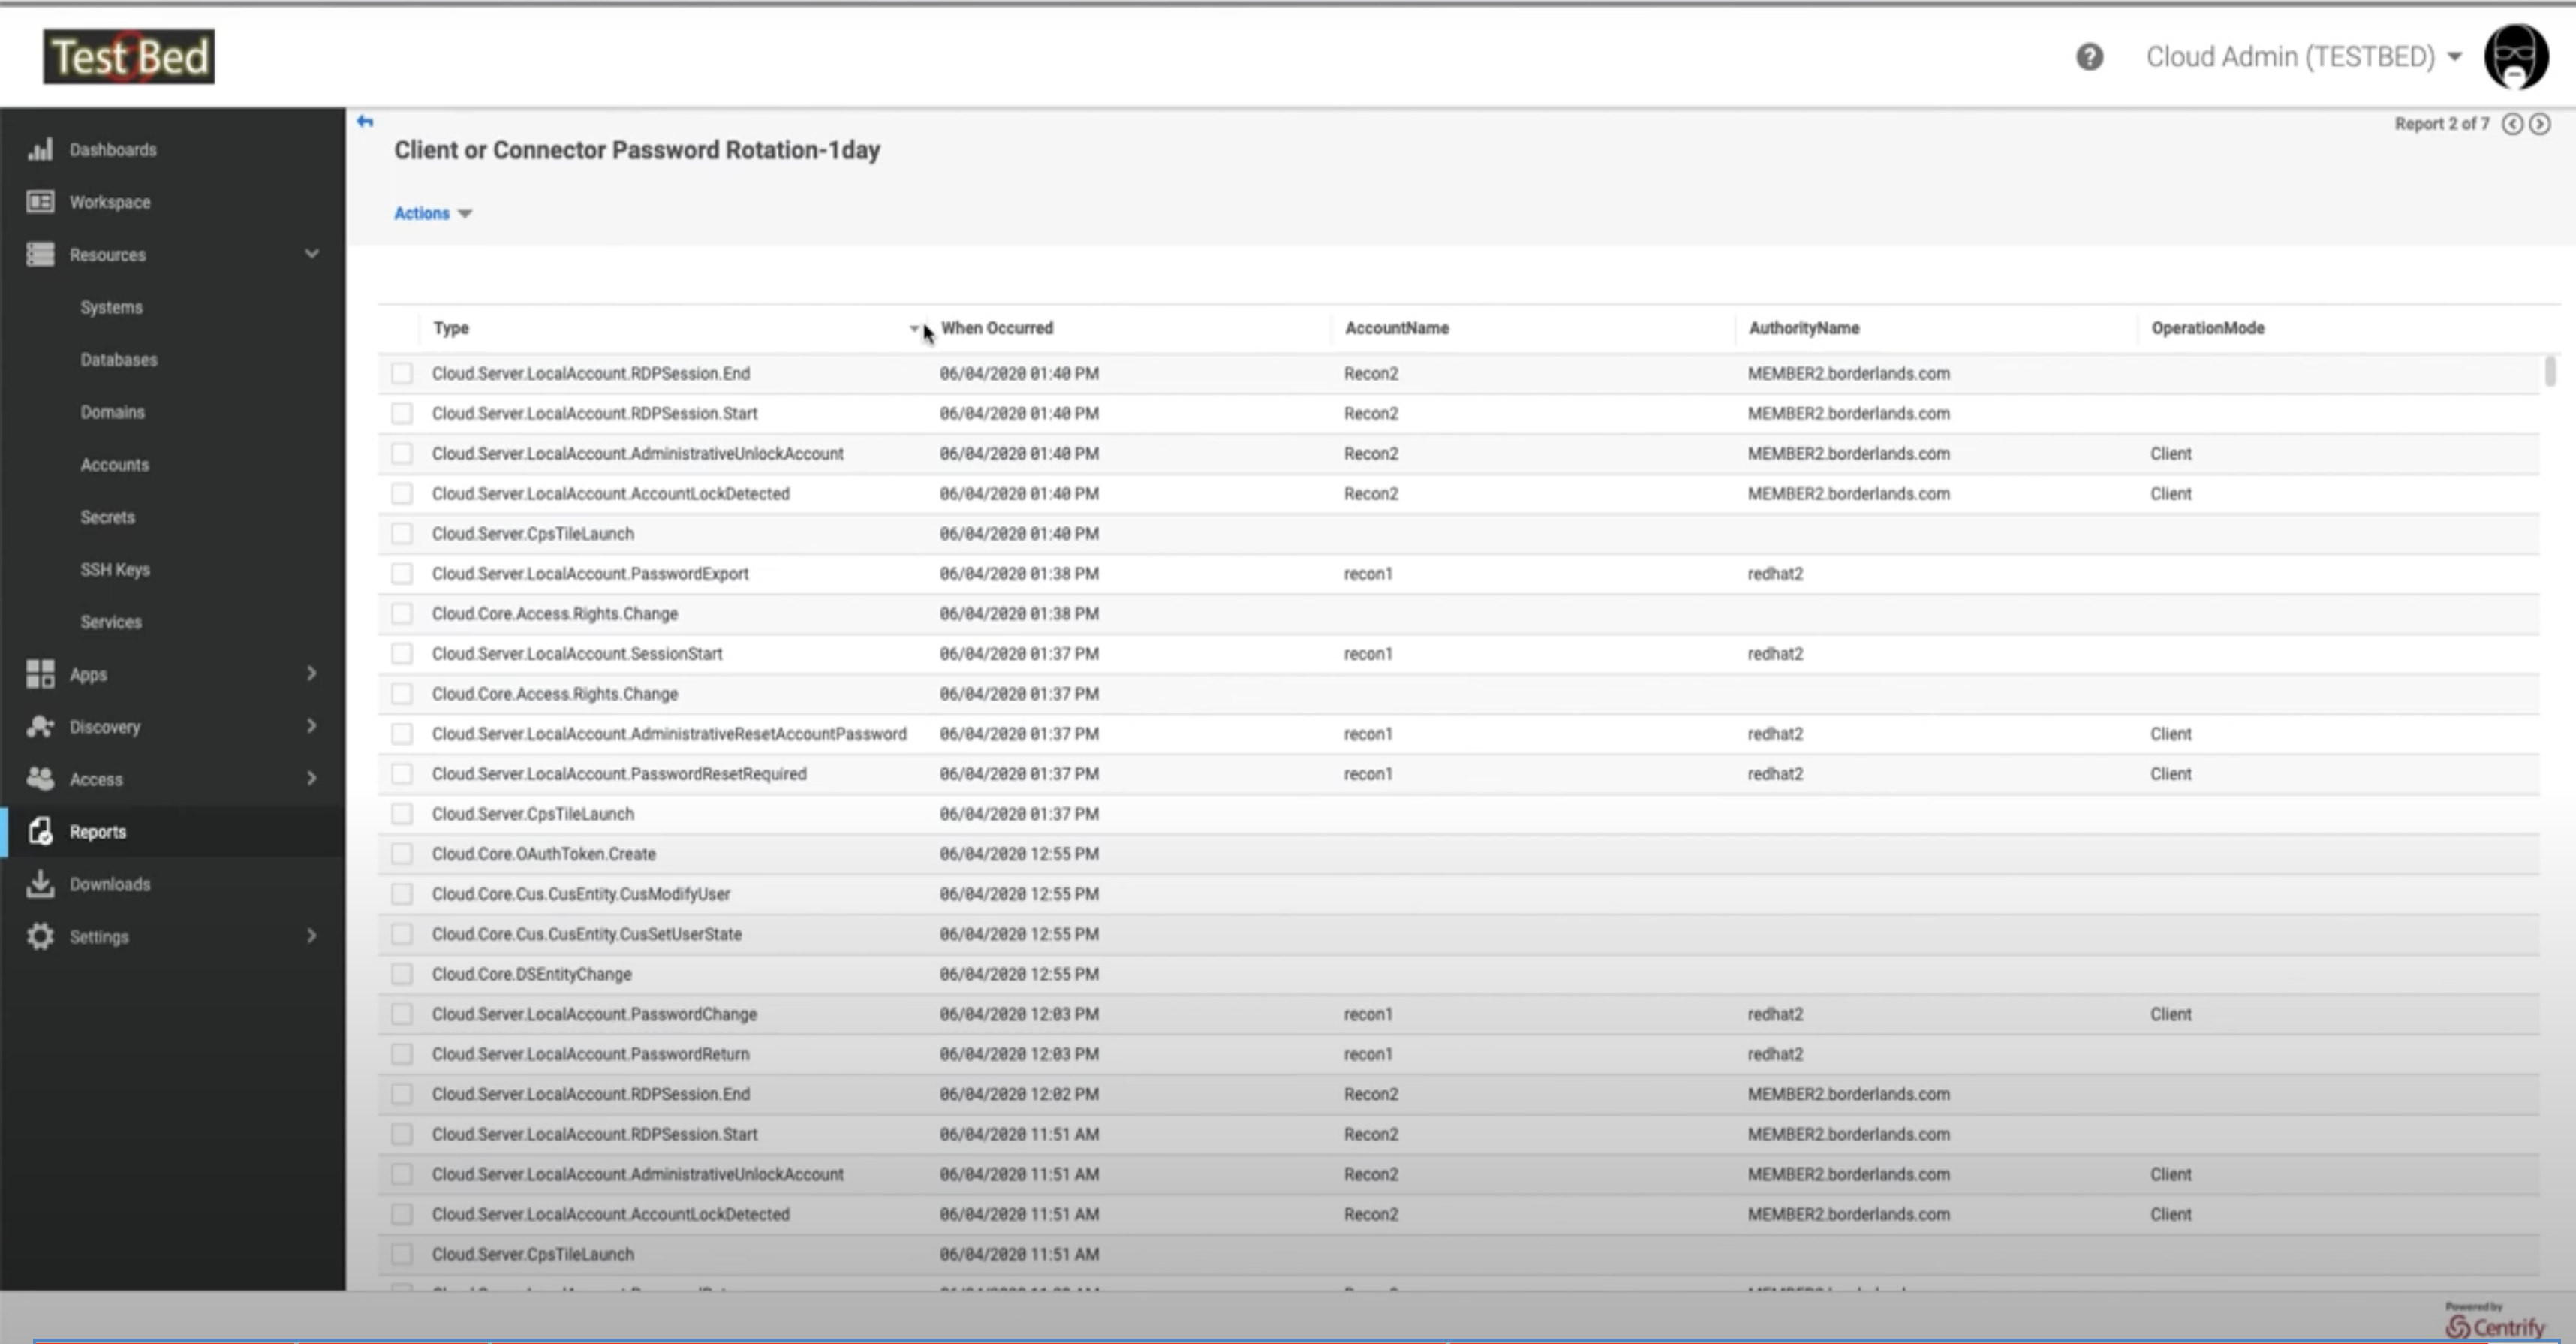 Test Bed
Cloud Admin (TESTBED)
Report 2 of 7
Client or Connector Password Rotation-1day
Actions
Dashboards
Workspace
Resources
Systems
Databases
Domains
Accounts
Secrets
SSH Keys
Services
Apps
Discovery
Access
Reports
Downloads
Settings
Type When Occurred AccountName AuthorityName OperationMode
Cloud.Server.LocalAccount.RDPSession.End 06/04/2020 01:40 PM Recon2 MEMBER2.borderlands.com
Cloud.Server.LocalAccount.RDPSession.Start 06/04/2020 01:40 PM Recon2 MEMBER2.borderlands.com
Cloud.Server.LocalAccount.AdministrativeUnlockAccount 06/04/2020 01:40 PM Recon2 MEMBER2.borderlands.com Client
Cloud.Server.LocalAccount.AccountLockDetected 06/04/2020 01:40 PM Recon2 MEMBER2.borderlands.com Client
Cloud.Server.CpsTileLaunch 06/04/2020 01:40 PM
Cloud.Server.LocalAccount.PasswordExport 06/04/2020 01:38 PM recon1 redhat2
Cloud.Core.Access.Rights.Change 06/04/2020 01:38 PM
Cloud.Server.LocalAccount.SessionStart 06/04/2020 01:37 PM recon1 redhat2
Cloud.Core.Access.Rights.Change 06/04/2020 01:37 PM
Cloud.Server.LocalAccount.AdministrativeResetAccountPassword 06/04/2020 01:37 PM recon1 redhat2 Client
Cloud.Server.LocalAccount.PasswordResetRequired 06/04/2020 01:37 PM recon1 redhat2 Client
Cloud.Server.CpsTileLaunch 06/04/2020 01:37 PM
Cloud.Core.OAuthToken.Create 06/04/2020 12:55 PM
Cloud.Core.Cus.CusEntity.CusModifyUser 06/04/2020 12:55 PM
Cloud.Core.Cus.CusEntity.CusSetUserState 06/04/2020 12:55 PM
Cloud.Core.DSEntityChange 06/04/2020 12:55 PM
Cloud.Server.LocalAccount.PasswordChange 06/04/2020 12:03 PM recon1 redhat2 Client
Cloud.Server.LocalAccount.PasswordReturn 06/04/2020 12:03 PM recon1 redhat2
Cloud.Server.LocalAccount.RDPSession.End 06/04/2020 12:02 PM Recon2 MEMBER2.borderlands.com
Cloud.Server.LocalAccount.RDPSession.Start 06/04/2020 11:51 AM Recon2 MEMBER2.borderlands.com
Cloud.Server.LocalAccount.AdministrativeUnlockAccount 06/04/2020 11:51 AM Recon2 MEMBER2.borderlands.com Client
Cloud.Server.LocalAccount.AccountLockDetected 06/04/2020 11:51 AM Recon2 MEMBER2.borderlands.com Client
Cloud.Server.CpsTileLaunch 06/04/2020 11:51 AM
Powered by
Centrify